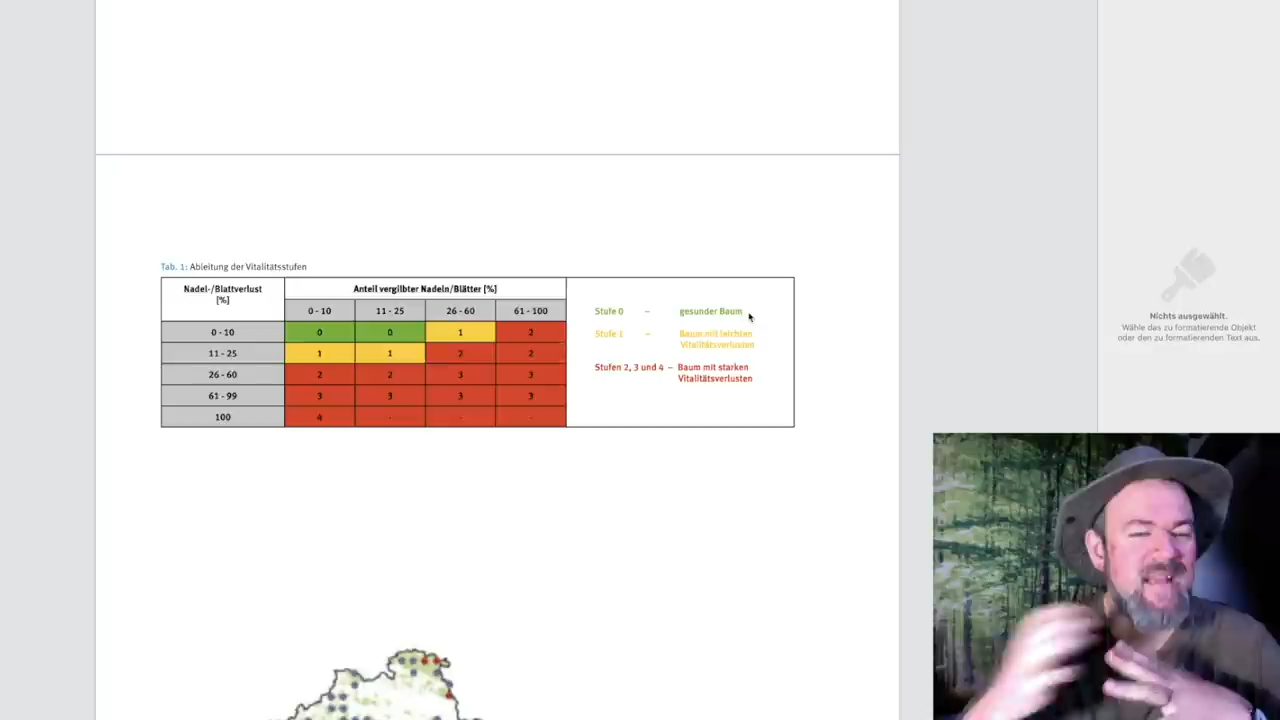 Tab. 1: Ableitung der Vitalitätsstufen
Nadel-/Blattverlust
[%]
Anteil vergilbter Nadeln/Blätter [%]
0 - 10 11 - 25 26 - 60 61 - 100
0 - 10 0 0 1 2
11 - 25 1 1 2 2
26 - 60 2 2 3 3
61 - 99 3 3 3 3
100 4 - - -
Stufe 0 – gesunder Baum
Stufe 1 – Baum mit leichten
Vitalitätsverlusten
Stufen 2, 3 und 4 – Baum mit starken
Vitalitätsverlusten
Nichts ausgewählt.
Wähle das zu formatierende Objekt
oder den zu formatierenden Text aus.